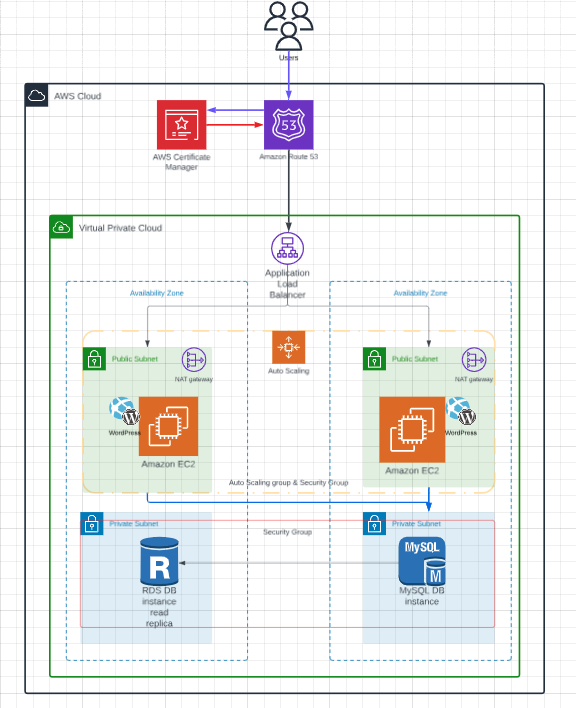 Users
AWS Cloud
53
AWS Certificate
Manager
Amazon Route 53
Virtual Private Cloud
Application
Load
Balancer
Availability Zone
Availability Zone
Auto Scaling
Public Subnet
NAT gateway
Public Subnet
NAT gateway
W
WordPress
Amazon EC2
W
WordPress
Amazon EC2
Auto Scaling group & Security Group
Private Subnet
Private Subnet
Security Group
R
RDS DB
instance
read
replica
MySQL
M
MySQL DB
instance